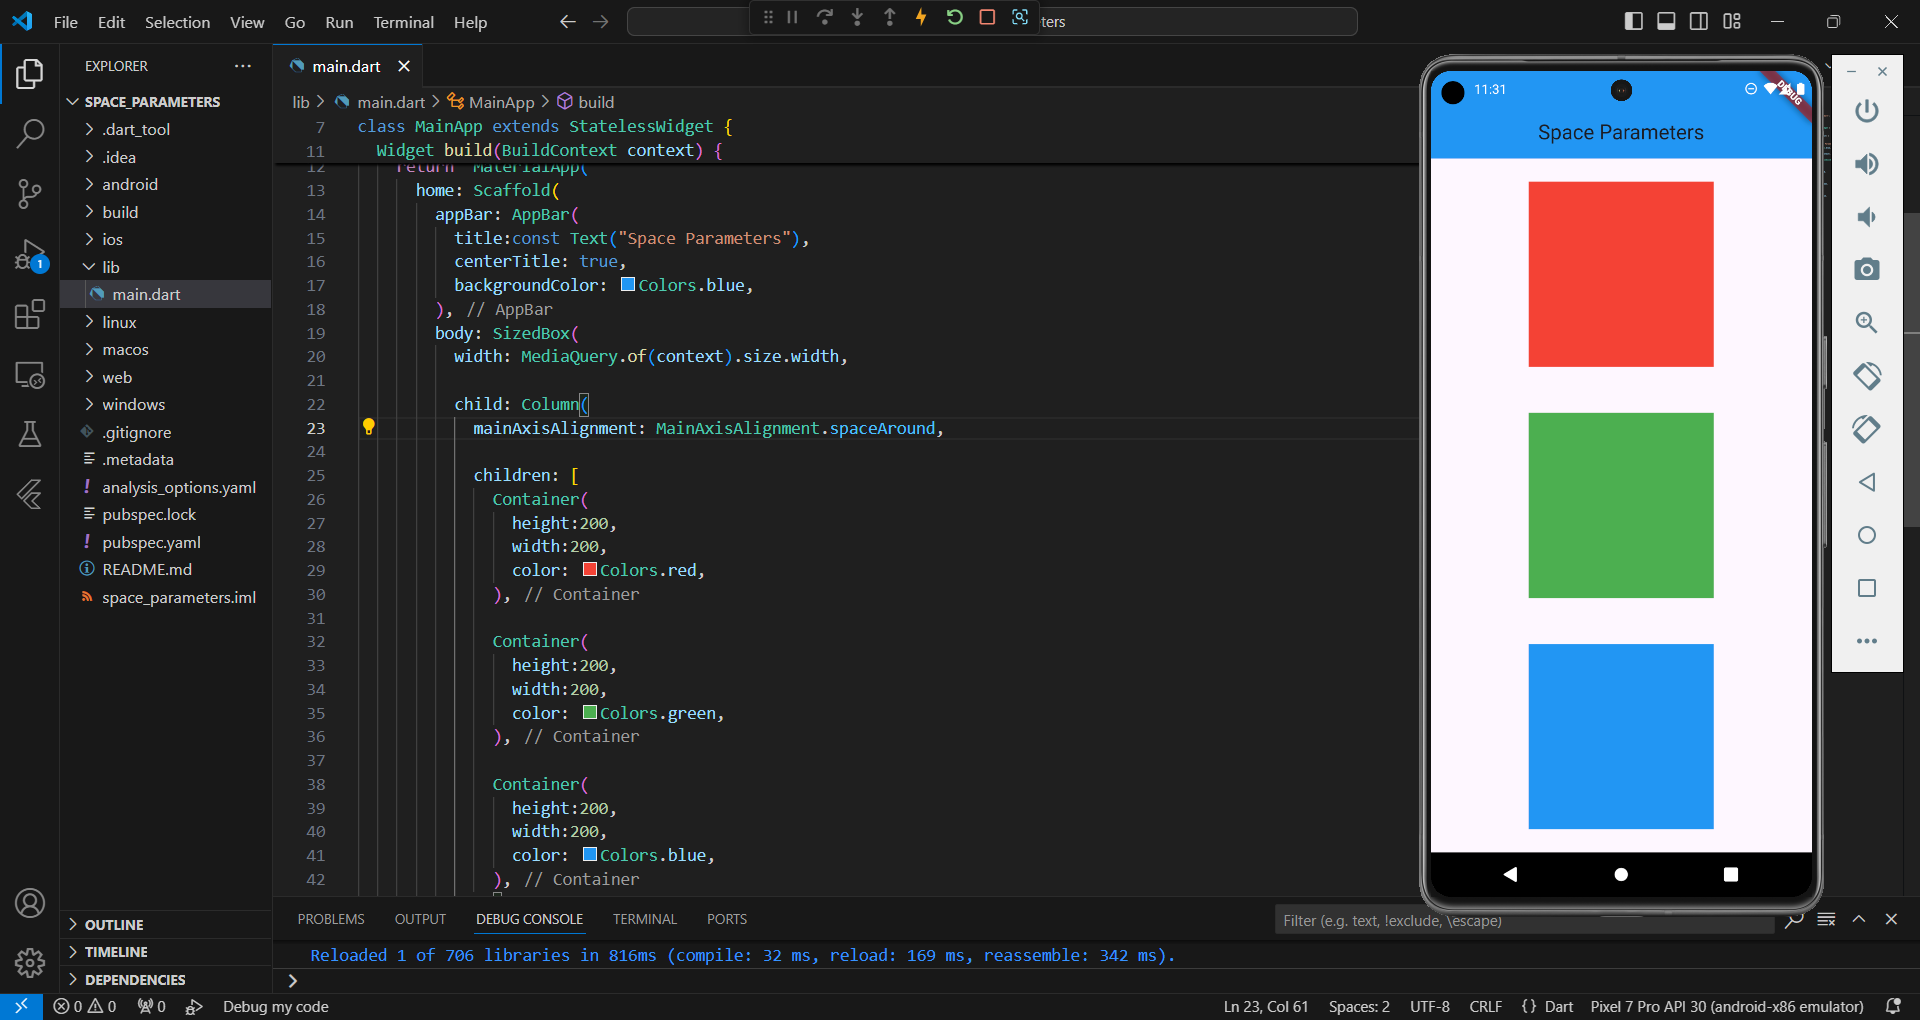 File Edit Selection View Go Run Terminal Help
ters
EXPLORER
main.dart
SPACE_PARAMETERS
.dart_tool
.idea
android
build
ios
lib
main.dart
linux
macos
web
windows
.gitignore
.metadata
analysis_options.yaml
pubspec.lock
pubspec.yaml
README.md
space_parameters.iml
OUTLINE
TIMELINE
DEPENDENCIES
1
lib > main.dart > MainApp > build
7 class MainApp extends StatelessWidget {
11 Widget build(BuildContext context) {
12 return MaterialApp(
13 home: Scaffold(
14 appBar: AppBar(
15 title:const Text("Space Parameters"),
16 centerTitle: true,
17 backgroundColor: Colors.blue,
18 ), // AppBar
19 body: SizedBox(
20 width: MediaQuery.of(context).size.width,
21
22 child: Column(
23 mainAxisAlignment: MainAxisAlignment.spaceAround,
24
25 children: [
26 Container(
27 height:200,
28 width:200,
29 color: Colors.red,
30 ), // Container
31
32 Container(
33 height:200,
34 width:200,
35 color: Colors.green,
36 ), // Container
37
38 Container(
39 height:200,
40 width:200,
41 color: Colors.blue,
42 ), // Container
11:31
DEBUG
Space Parameters
PROBLEMS OUTPUT DEBUG CONSOLE TERMINAL PORTS
Filter (e.g. text, !exclude, \escape)
Reloaded 1 of 706 libraries in 816ms (compile: 32 ms, reload: 169 ms, reassemble: 342 ms).
0 0 0 Debug my code
Ln 23, Col 61 Spaces: 2 UTF-8 CRLF {} Dart Pixel 7 Pro API 30 (android-x86 emulator)